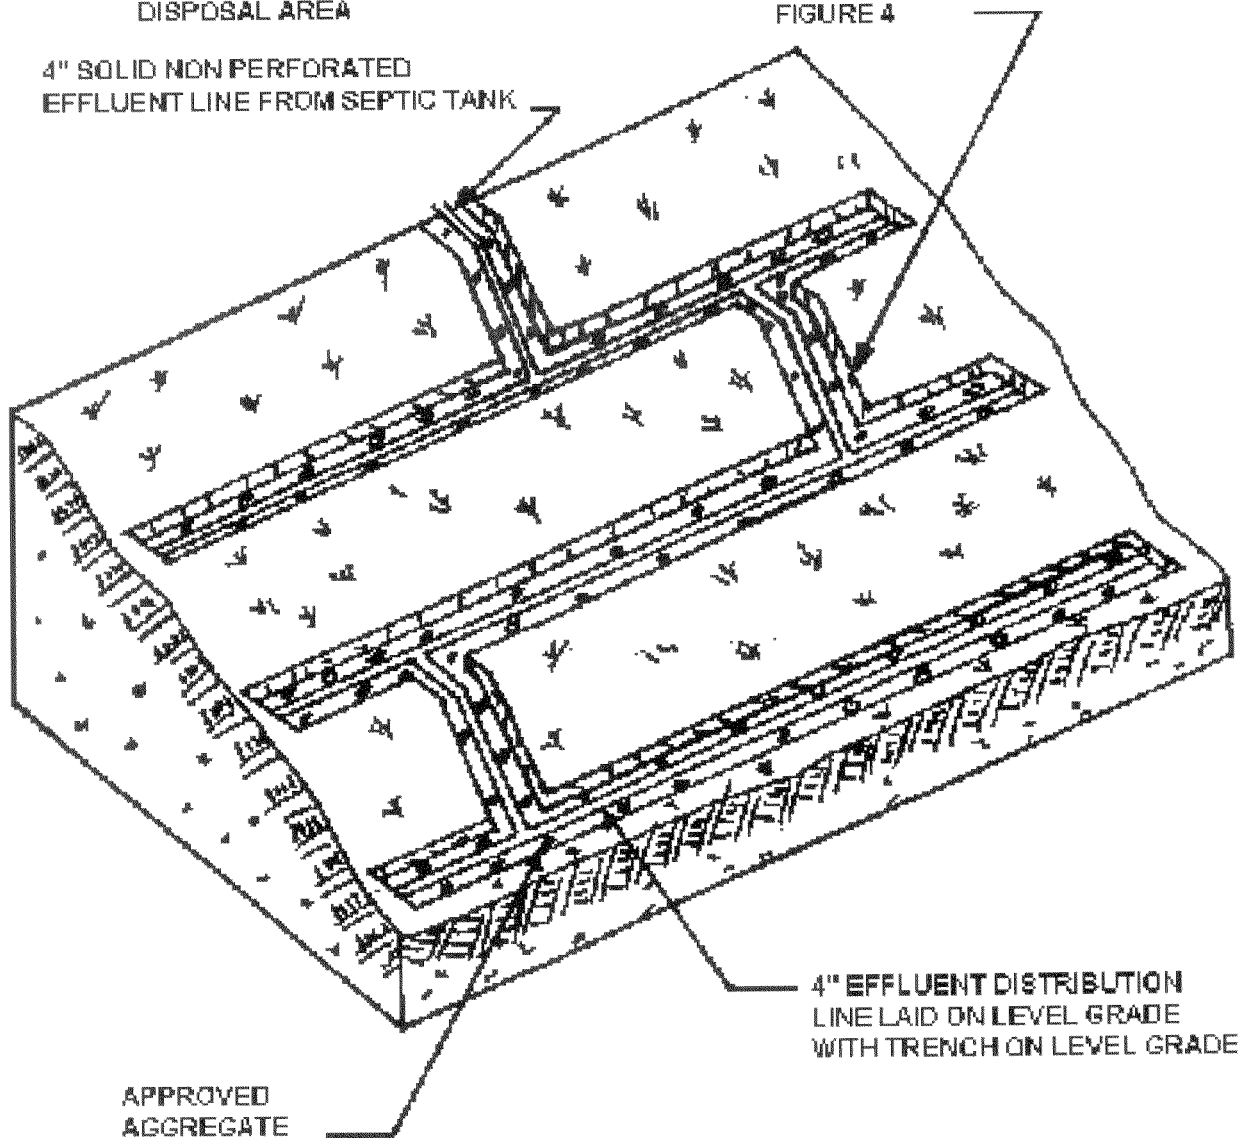 DISPOSAL AREA
FIGURE 4
4" SOLID NON PERFORATED
EFFLUENT LINE FROM SEPTIC TANK
4" EFFLUENT DISTRIBUTION
LINE LAID ON LEVEL GRADE
WITH TRENCH ON LEVEL GRADE
APPROVED
AGGREGATE